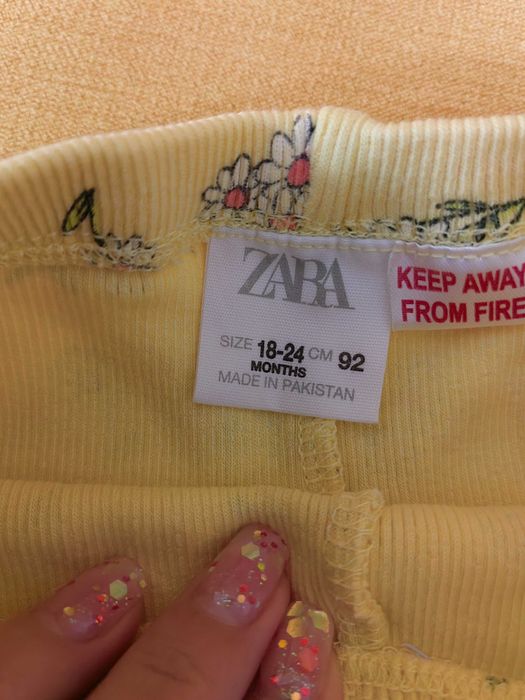 ZARA
KEEP AWAY
FROM FIRE
SIZE 18-24 CM 92
MONTHS
MADE IN PAKISTAN